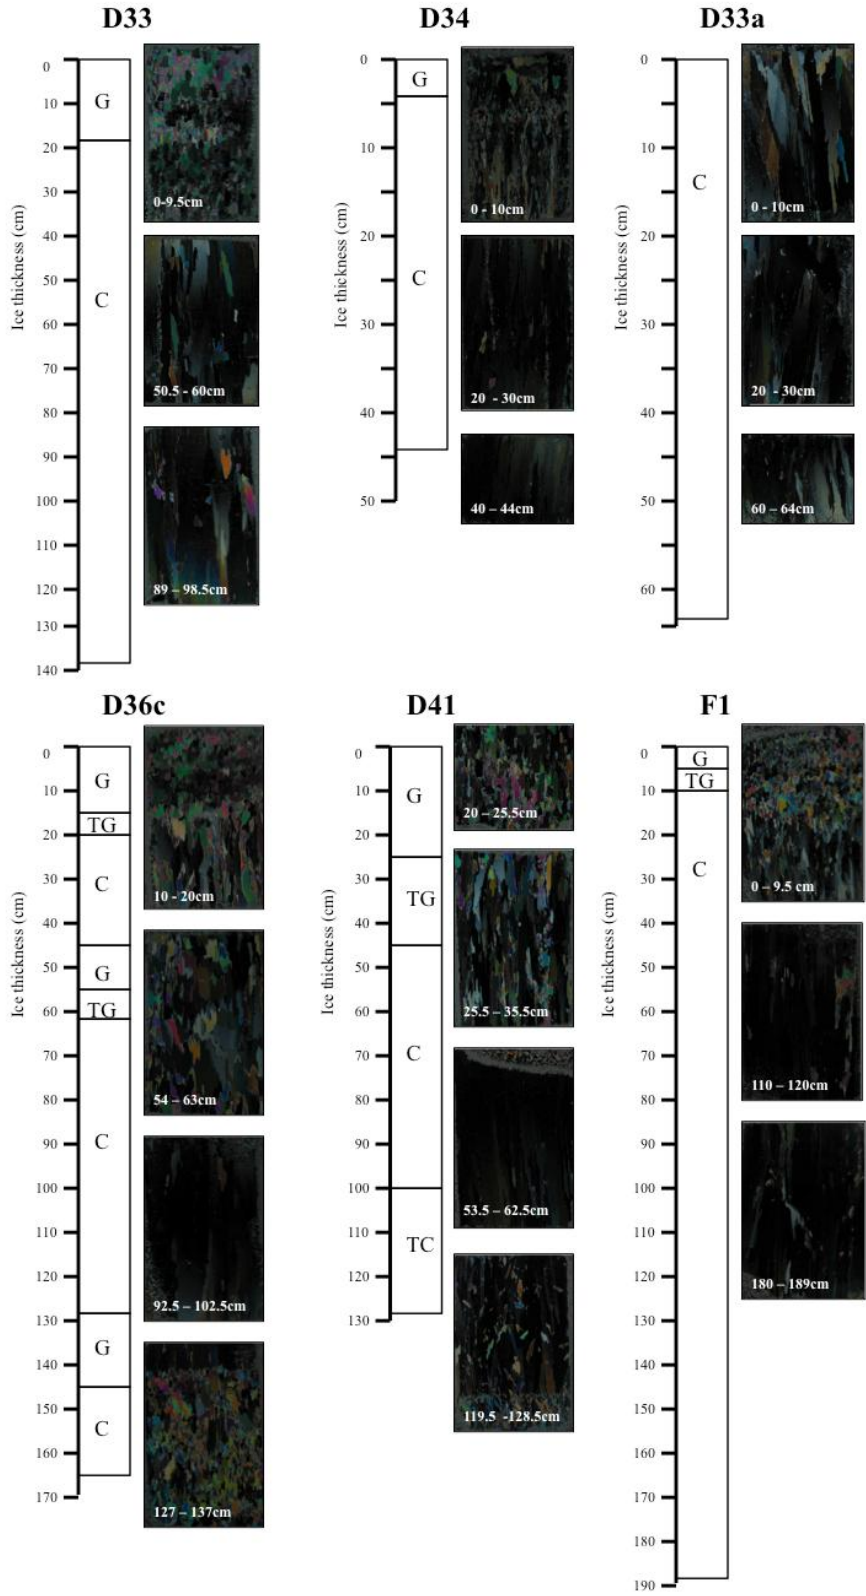 D33
Ice thickness (cm)
0
10
20
30
40
50
60
70
80
90
100
110
120
130
140
G
C
0-9.5cm
50.5 - 60cm
89 – 98.5cm
D34
Ice thickness (cm)
0
10
20
30
40
50
G
C
0 - 10cm
20 - 30cm
40 – 44cm
D33a
Ice thickness (cm)
0
10
20
30
40
50
60
C
0 - 10cm
20 - 30cm
60 – 64cm
D36c
Ice thickness (cm)
0
10
20
30
40
50
60
70
80
90
100
110
120
130
140
150
160
170
G
TG
C
G
TG
C
G
C
10 - 20cm
54 – 63cm
92.5 – 102.5cm
127 – 137cm
D41
Ice thickness (cm)
0
10
20
30
40
50
60
70
80
90
100
110
120
130
G
TG
C
TC
20 – 25.5cm
25.5 – 35.5cm
53.5 – 62.5cm
119.5 -128.5cm
F1
Ice thickness (cm)
0
10
20
30
40
50
60
70
80
90
100
110
120
130
140
150
160
170
180
190
G
TG
C
0 – 9.5 cm
110 – 120cm
180 – 189cm